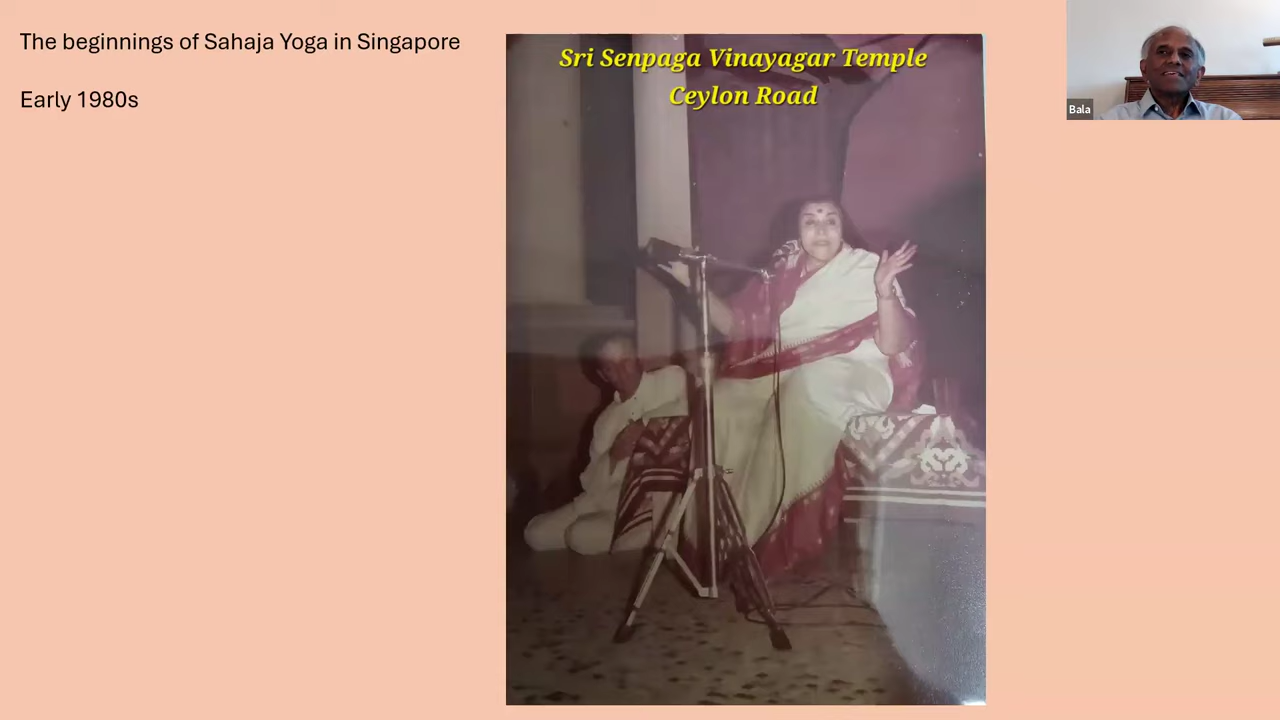 The beginnings of Sahaja Yoga in Singapore
Early 1980s
Sri Senpaga Vinayagar Temple
Ceylon Road
Bala